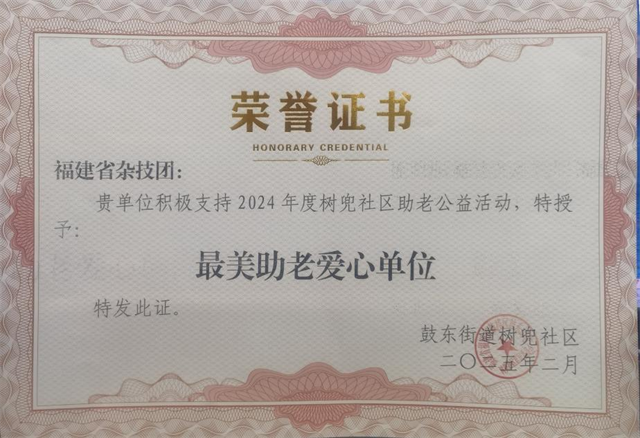 荣誉证书
HONORARY CREDENTIAL
福建省杂技团：
贵单位积极支持2024年度树兜社区助老公益活动、特授
予：
最美助老爱心单位
特发此证。
鼓东街道树兜社区
二〇二五年二月